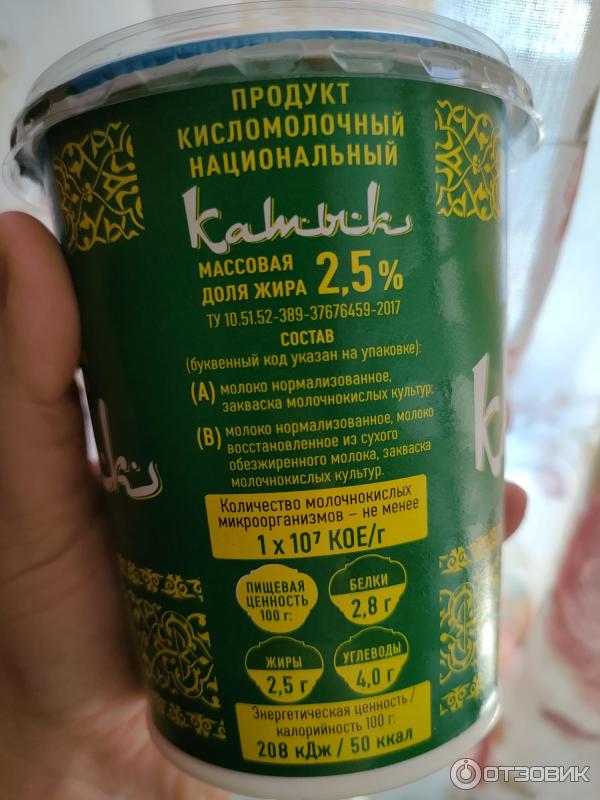 ПРОДУКТ
КИСЛОМОЛОЧНЫЙ
НАЦИОНАЛЬНЫЙ
Катык
МАССОВАЯ
ДОЛЯ ЖИРА 2,5%
ТУ 10.51.52-389-37676459-2017
СОСТАВ
(буквенный код указан на упаковке):
(А) молоко нормализованное,
закваска молочнокислых культур;
(В) молоко нормализованное, молоко
восстановленное из сухого
обезжиренного молока, закваска
молочнокислых культур.
Количество молочнокислых
микроорганизмов – не менее
1 х 10⁷ КОЕ/г
ПИЩЕВАЯ
ЦЕННОСТЬ
100 г:
БЕЛКИ
2,8 г
ЖИРЫ
2,5 г
УГЛЕВОДЫ
4,0 г
Энергетическая ценность /
калорийность 100 г:
208 кДж / 50 ккал
ОТЗОВИК